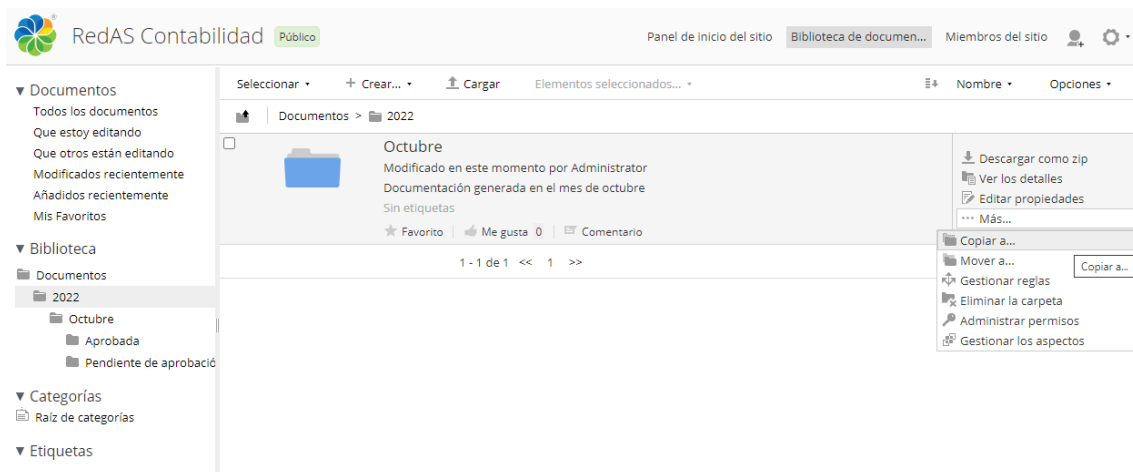 RedAS Contabilidad Público
Panel de inicio del sitio Biblioteca de documen... Miembros del sitio
Documentos
Todos los documentos
Que estoy editando
Que otros están editando
Modificados recientemente
Añadidos recientemente
Mis Favoritos
Biblioteca
Documentos
2022
Octubre
Aprobada
Pendiente de aprobació
Categorías
Raíz de categorías
Etiquetas
Seleccionar + Crear... Cargar Elementos seleccionados... Nombre Opciones
Documentos > 2022
Octubre
Modificado en este momento por Administrator
Documentación generada en el mes de octubre
Sin etiquetas
Favorito Me gusta 0 Comentario
1 - 1 de 1 << 1 >>
Descargar como zip
Ver los detalles
Editar propiedades
Más...
Copiar a...
Mover a...
Copiar a...
Gestionar reglas
Eliminar la carpeta
Administrar permisos
Gestionar los aspectos